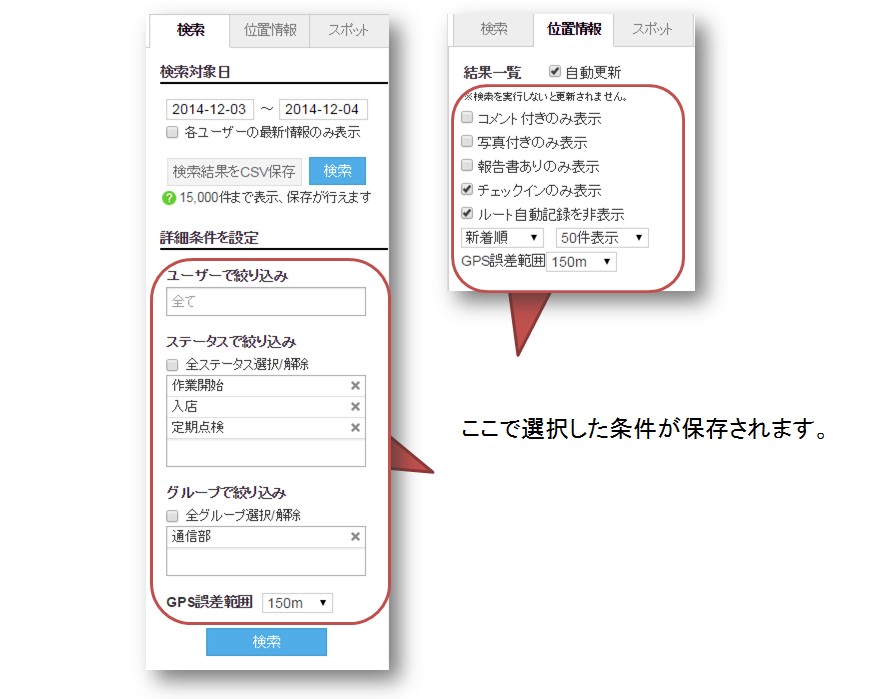 検索 位置情報 スポット
検索対象日
2014-12-03 ～ 2014-12-04
各ユーザーの最新情報のみ表示
検索結果をCSV保存 検索
? 15,000件まで表示、保存が行えます
詳細条件を設定
ユーザーで絞り込み
全て
ステータスで絞り込み
全ステータス選択/解除
作業開始 ×
入店 ×
定期点検 ×
グループで絞り込み
全グループ選択/解除
通信部 ×
GPS誤差範囲 150m ▼
検索
検索 位置情報 スポット
結果一覧 自動更新
※検索を実行しないと更新されません。
コメント付きのみ表示
写真付きのみ表示
報告書ありのみ表示
チェックインのみ表示
ルート自動記録を非表示
新着順 ▼ 50件表示 ▼
GPS誤差範囲 150m ▼
ここで選択した条件が保存されます。